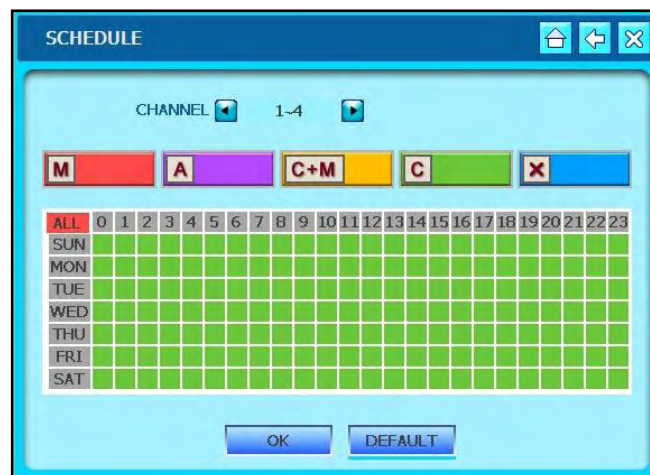 SCHEDULE
CHANNEL 1~4
M A C+M C X
ALL 0 1 2 3 4 5 6 7 8 9 10 11 12 13 14 15 16 17 18 19 20 21 22 23
SUN
MON
TUE
WED
THU
FRI
SAT
OK DEFAULT